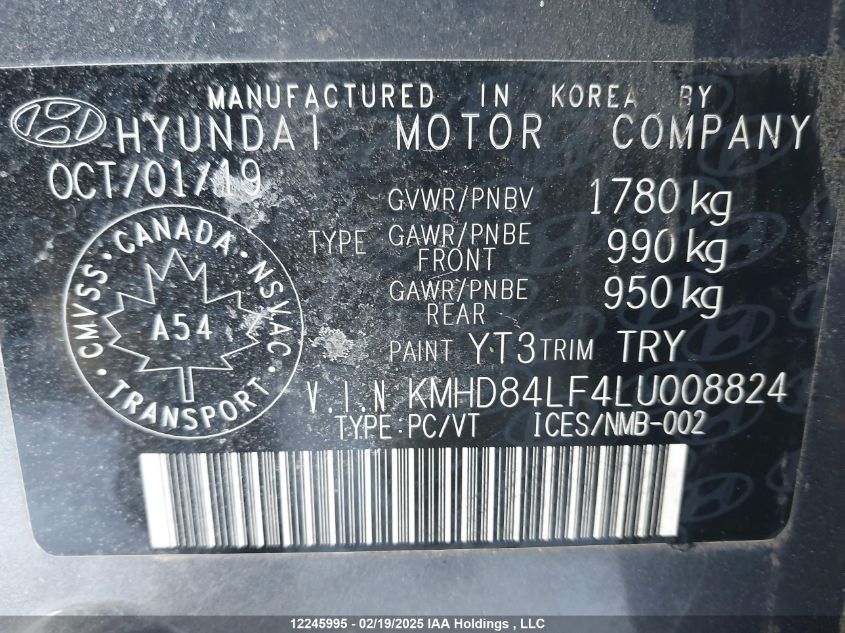 MANUFACTURED IN KOREA BY
HYUNDAI MOTOR COMPANY
OCT/01/19
GVWR/PNBV 1780 kg
TYPE GAWR/PNBE FRONT 990 kg
GAWR/PNBE REAR 950 kg
PAINT YT3 TRIM TRY
V.I.N KMHD84LF4LU008824
TYPE:PC/VT ICES/NMB-002
CMVSS · CANADA · NSVAC
A54
TRANSPORT
12245995 - 02/19/2025 IAA Holdings , LLC